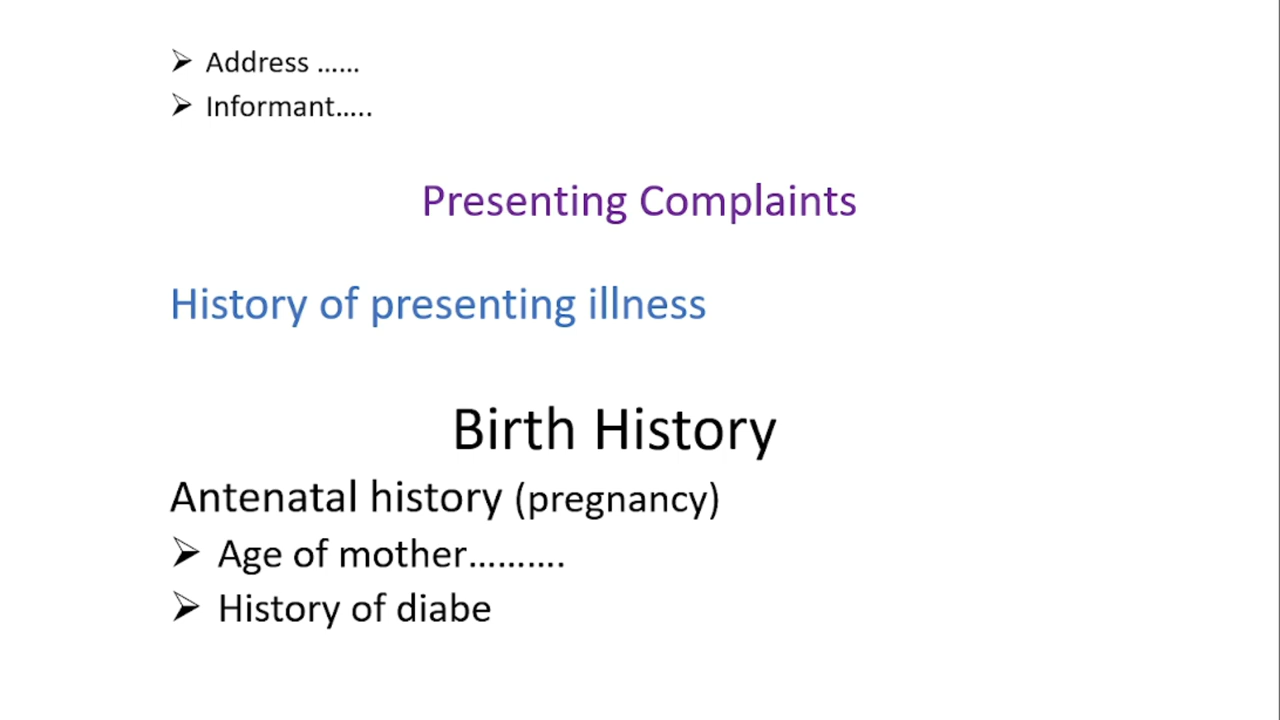 ➢ Address ……
➢ Informant…..
Presenting Complaints
History of presenting illness
Birth History
Antenatal history (pregnancy)
➢ Age of mother……….
➢ History of diabe